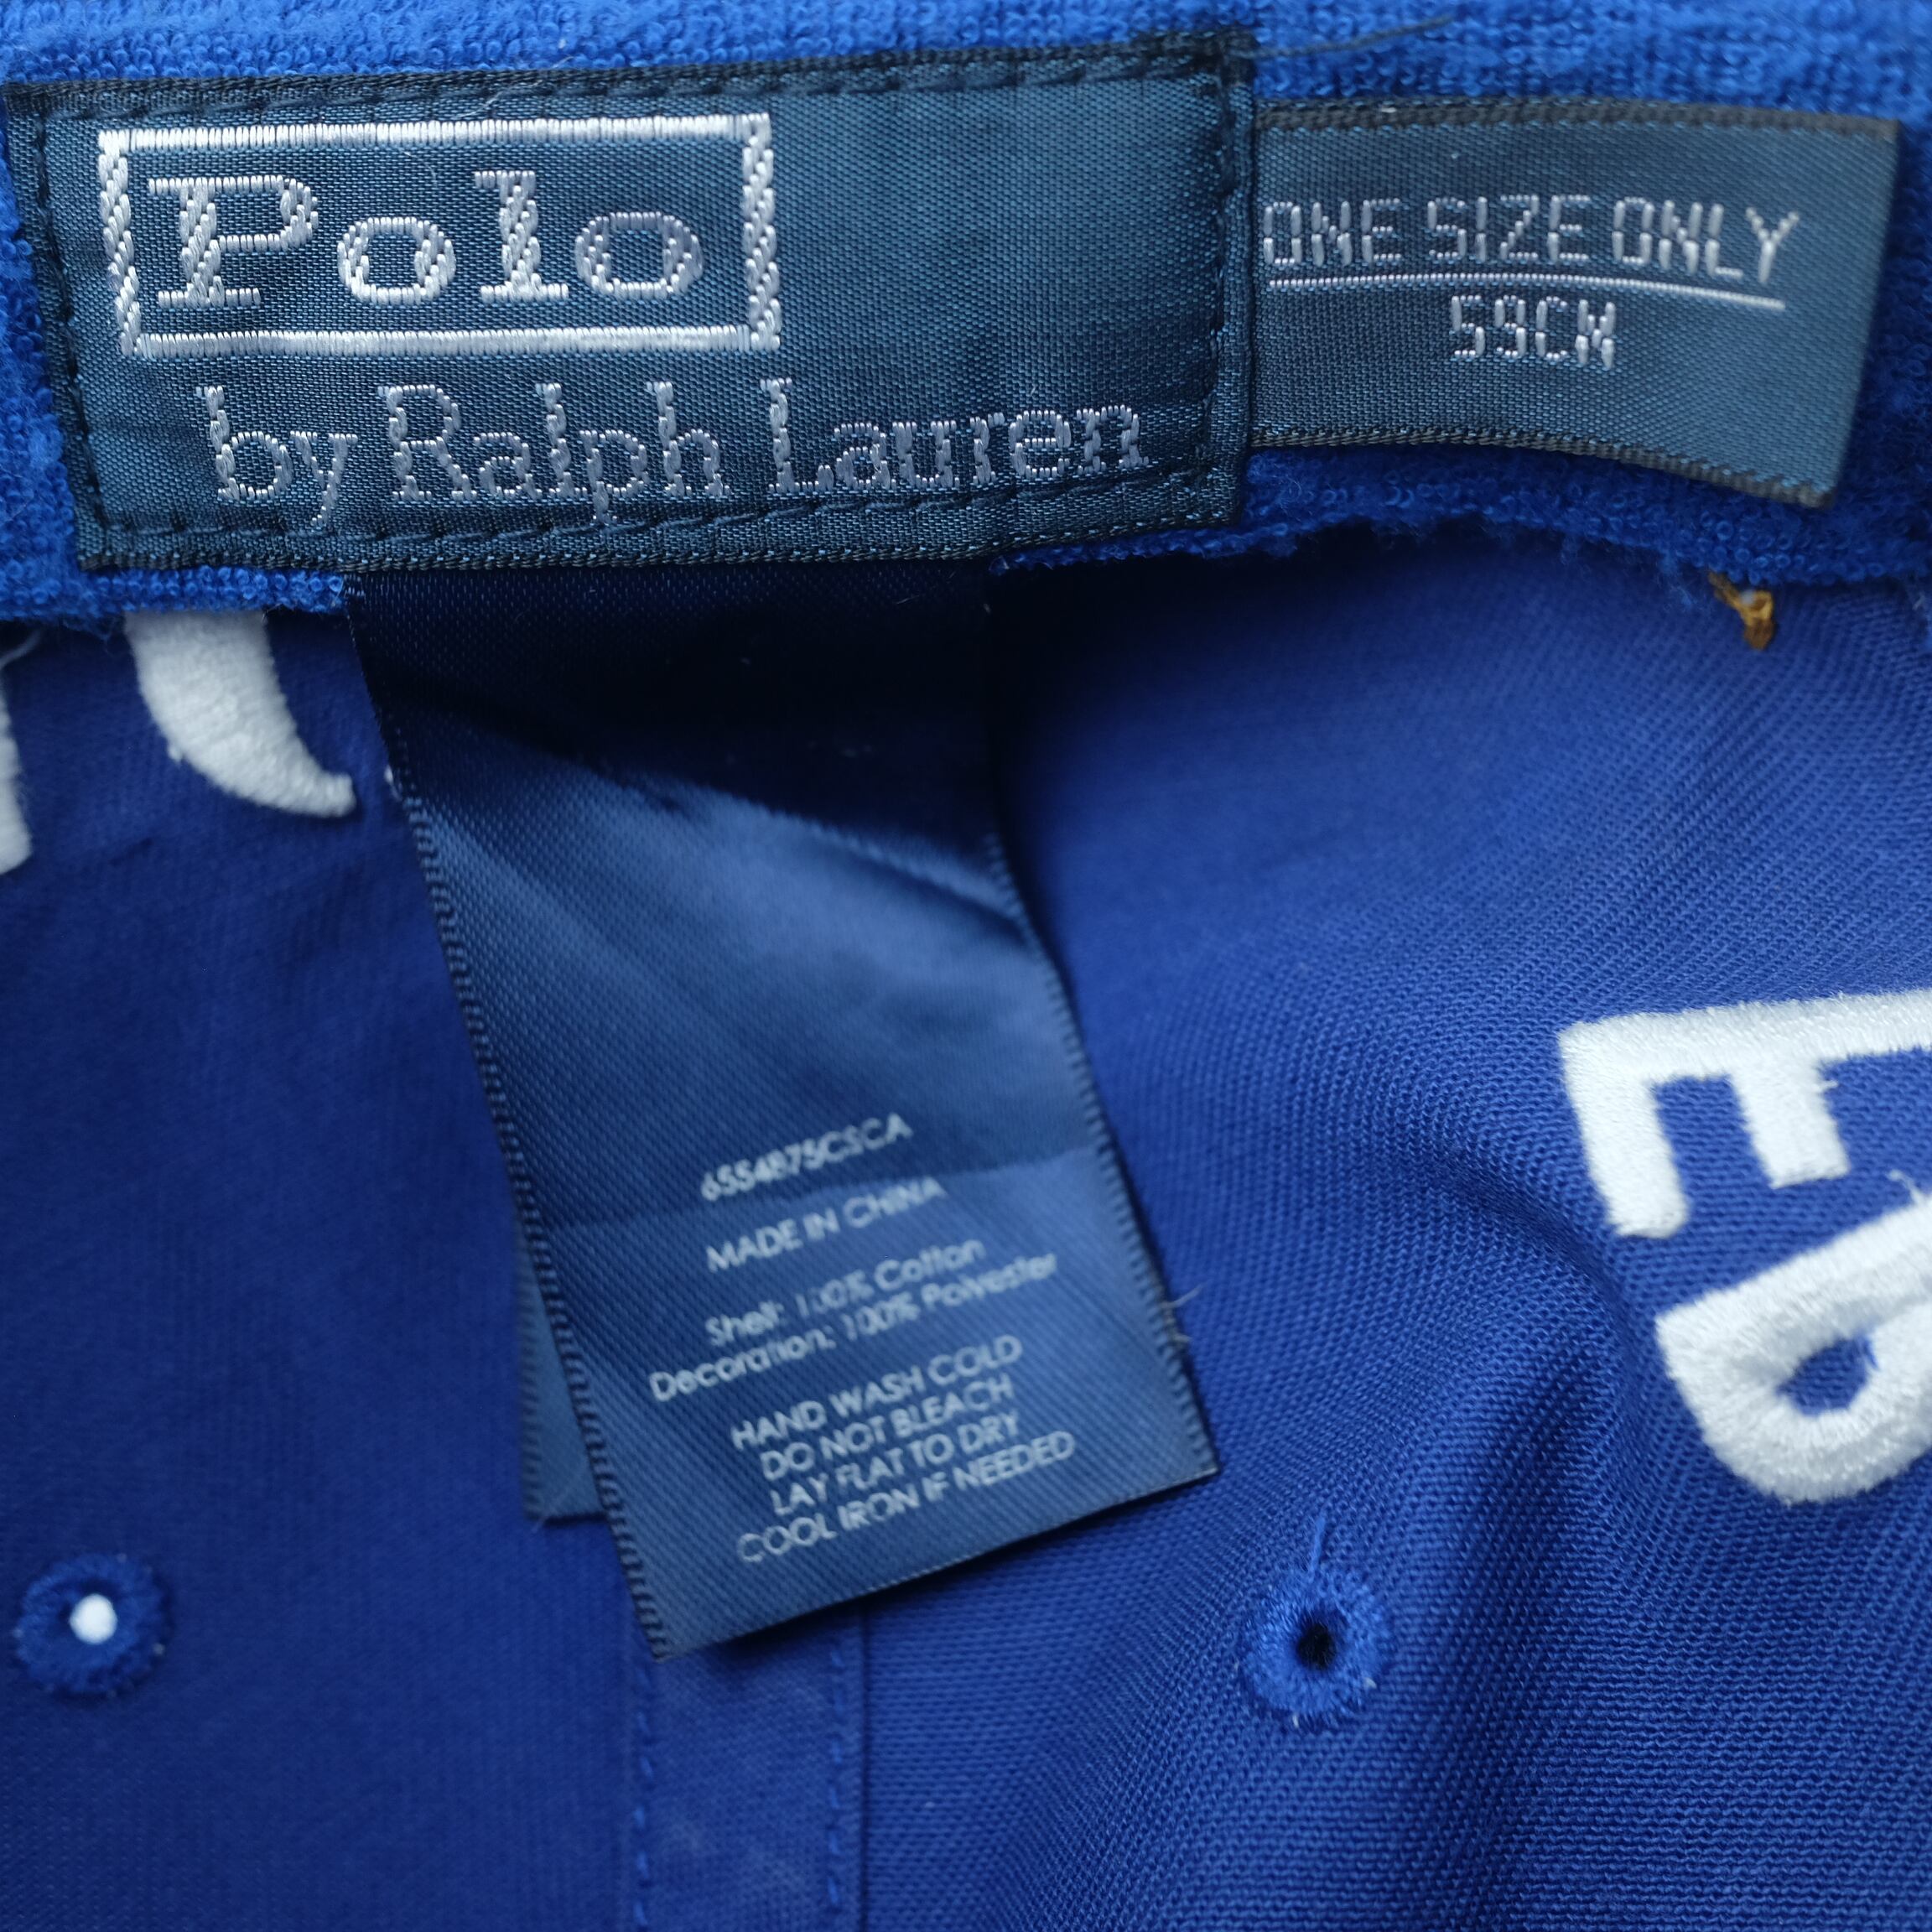 Polo
by Ralph Lauren
ONE SIZE ONLY
59CM
6SS4B75CSCA
MADE IN CHINA
Shell: 100% Cotton
Decoration: 100% Polyester
HAND WASH COLD
DO NOT BLEACH
LAY FLAT TO DRY
COOL IRON IF NEEDED